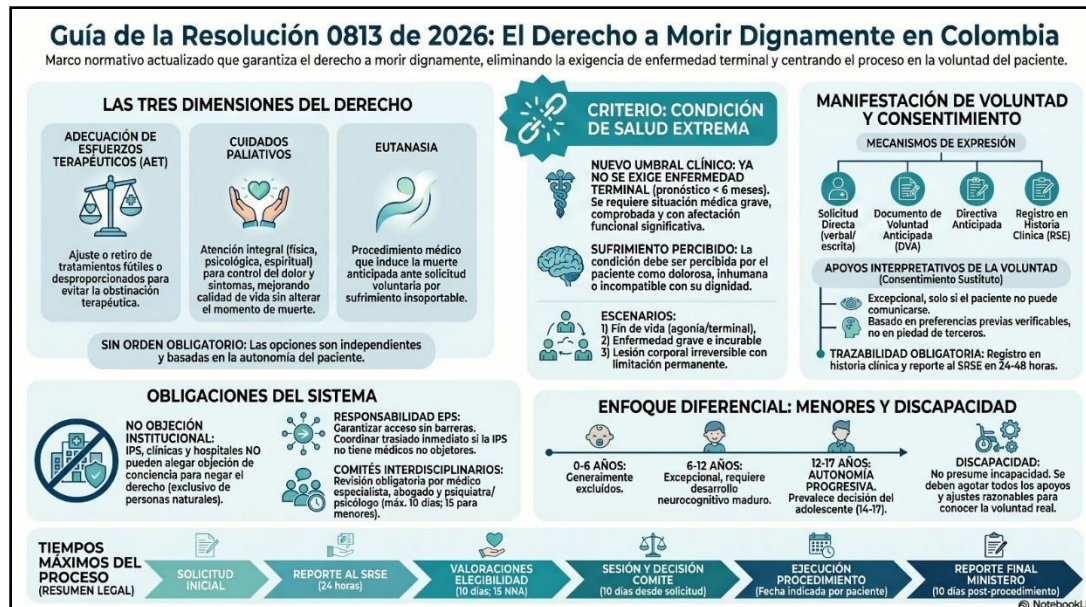 Guía de la Resolución 0813 de 2026: El Derecho a Morir Dignamente en Colombia
Marco normativo actualizado que garantiza el derecho a morir dignamente, eliminando la exigencia de enfermedad terminal y centrando el proceso en la voluntad del paciente.
LAS TRES DIMENSIONES DEL DERECHO
ADECUACIÓN DE
ESFUERZOS
TERAPÉUTICOS (AET)
Ajuste o retiro de
tratamientos fútiles o
desproporcionados para
evitar la obstinación
terapéutica.
CUIDADOS
PALIATIVOS
Atención integral (física,
psicológica, espiritual)
para control del dolor y
síntomas, mejorando
calidad de vida sin alterar
el momento de muerte.
EUTANASIA
Procedimiento médico
que induce la muerte
anticipada ante solicitud
voluntaria por
sufrimiento insoportable.
SIN ORDEN OBLIGATORIO: Las opciones son independientes
y basadas en la autonomía del paciente.
CRITERIO: CONDICIÓN
DE SALUD EXTREMA
NUEVO UMBRAL CLÍNICO: YA
NO SE EXIGE ENFERMEDAD
TERMINAL (pronóstico < 6 meses).
Se requiere situación médica grave,
comprobada y con afectación
funcional significativa.
SUFRIMIENTO PERCIBIDO: La
condición debe ser percibida por el
paciente como dolorosa, inhumana
o incompatible con su dignidad.
ESCENARIOS:
1) Fín de vida (agonía/terminal),
2) Enfermedad grave e incurable
3) Lesión corporal irreversible con
limitación permanente.
MANIFESTACIÓN DE VOLUNTAD
Y CONSENTIMIENTO
MECANISMOS DE EXPRESIÓN
Solicitud
Directa
(verbal/
escrita)
Documento de
Voluntad
Anticipada
(DVA)
Directiva
Anticipada
Registro en
Historia
Clínica (RSE)
APOYOS INTERPRETATIVOS DE LA VOLUNTAD
(Consentimiento Sustituto)
Excepcional, solo si el paciente no puede
comunicarse.
Basado en preferencias previas verificables,
no en piedad de terceros.
TRAZABILIDAD OBLIGATORIA: Registro en
historia clínica y reporte al SRSE en 24-48 horas.
OBLIGACIONES DEL SISTEMA
NO OBJECIÓN
INSTITUCIONAL:
IPS, clínicas y hospitales NO
pueden alegar objeción de
conciencia para negar el
derecho (exclusivo de
personas naturales).
RESPONSABILIDAD EPS:
Garantizar acceso sin barreras.
Coordinar traslado inmediato si la IPS
no tiene médicos no objetores.
COMITÉS INTERDISCIPLINARIOS:
Revisión obligatoria por médico
especialista, abogado y psiquiatra/
psicólogo (máx. 10 días; 15 para
menores).
ENFOQUE DIFERENCIAL: MENORES Y DISCAPACIDAD
0-6 AÑOS:
Generalmente
excluídos.
6-12 AÑOS:
Excepcional, requiere
desarrollo
neurocognitivo maduro.
12-17 AÑOS:
AUTONOMÍA
PROGRESIVA.
Prevalece decisión del
adolescente (14-17).
DISCAPACIDAD:
No presume incapacidad. Se
deben agotar todos los apoyos
y ajustes razonables para
conocer la voluntad real.
TIEMPOS
MÁXIMOS DEL
PROCESO
(RESUMEN LEGAL)
SOLICITUD
INICIAL
REPORTE AL SRSE
(24 horas)
VALORACIONES
ELEGIBILIDAD
(10 días; 15 NNA)
SESIÓN Y DECISIÓN
COMITE
(10 días desde solicitud)
EJECUCIÓN
PROCEDIMIENTO
(Fecha indicada por paciente)
REPORTE FINAL
MINISTERO
(10 días post-procedimiento)